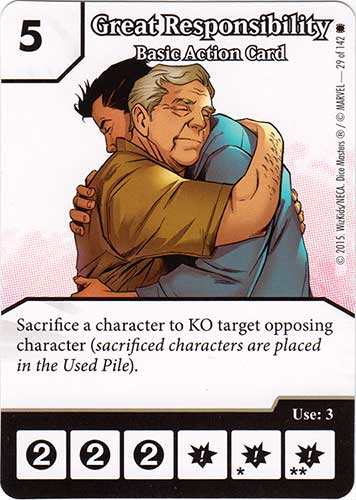 5
Great Responsibility
Basic Action Card
© 2015 WizKids/NECA. Dice Masters ® / © MARVEL — 29 of 142
Sacrifice a character to KO target opposing
character (sacrificed characters are placed
in the Used Pile).
Use: 3
2 2 2 ! ! !
* **